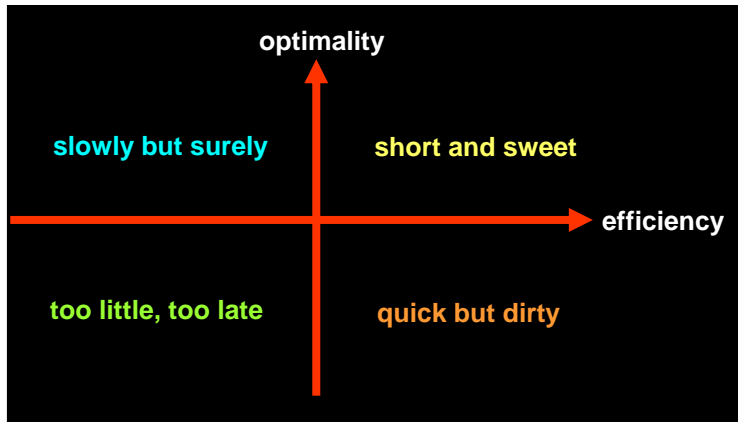 optimality
slowly but surely
short and sweet
efficiency
too little, too late
quick but dirty